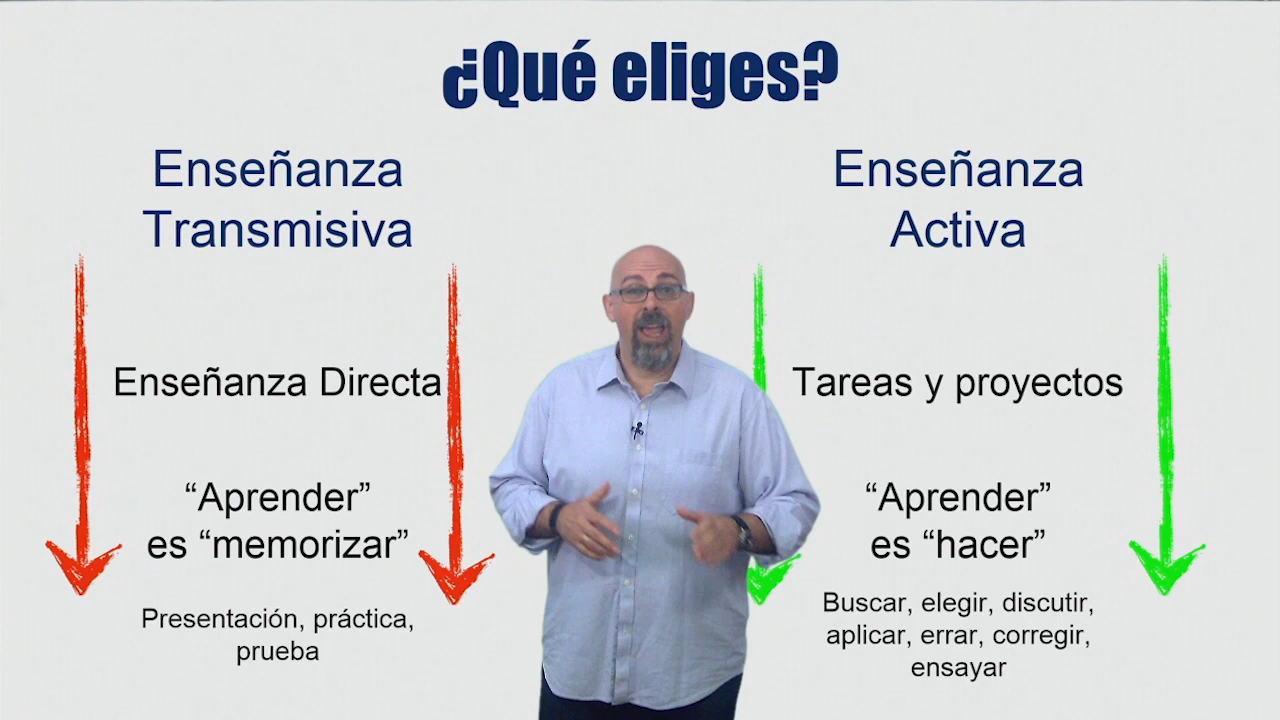 ¿Qué eliges?
Enseñanza
Transmisiva
Enseñanza Directa
“Aprender”
es “memorizar”
Presentación, práctica,
prueba
Enseñanza
Activa
Tareas y proyectos
“Aprender”
es “hacer”
Buscar, elegir, discutir,
aplicar, errar, corregir,
ensayar